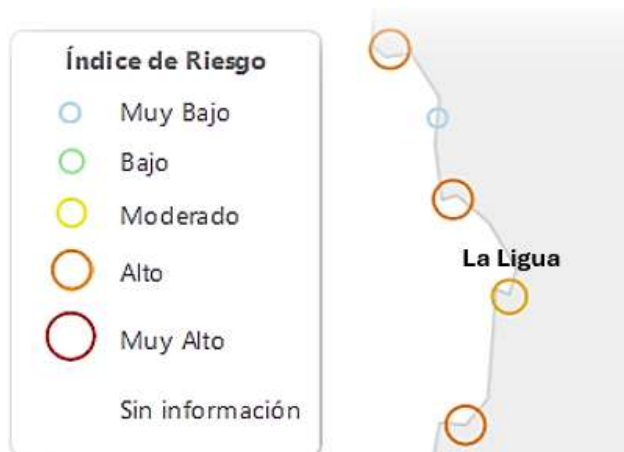 Índice de Riesgo
Muy Bajo
Bajo
Moderado
Alto
Muy Alto
Sin información
La Ligua